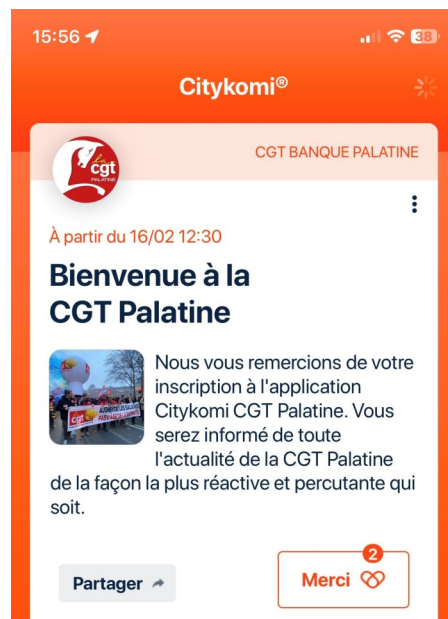 15:56
38
Citykomi®
la
cgt
PALATINE
CGT BANQUE PALATINE
À partir du 16/02 12:30
Bienvenue à la
CGT Palatine
cgt
Nous vous remercions de votre
inscription à l'application
Citykomi CGT Palatine. Vous
serez informé de toute
l'actualité de la CGT Palatine
de la façon la plus réactive et percutante qui
soit.
Partager
2
Merci